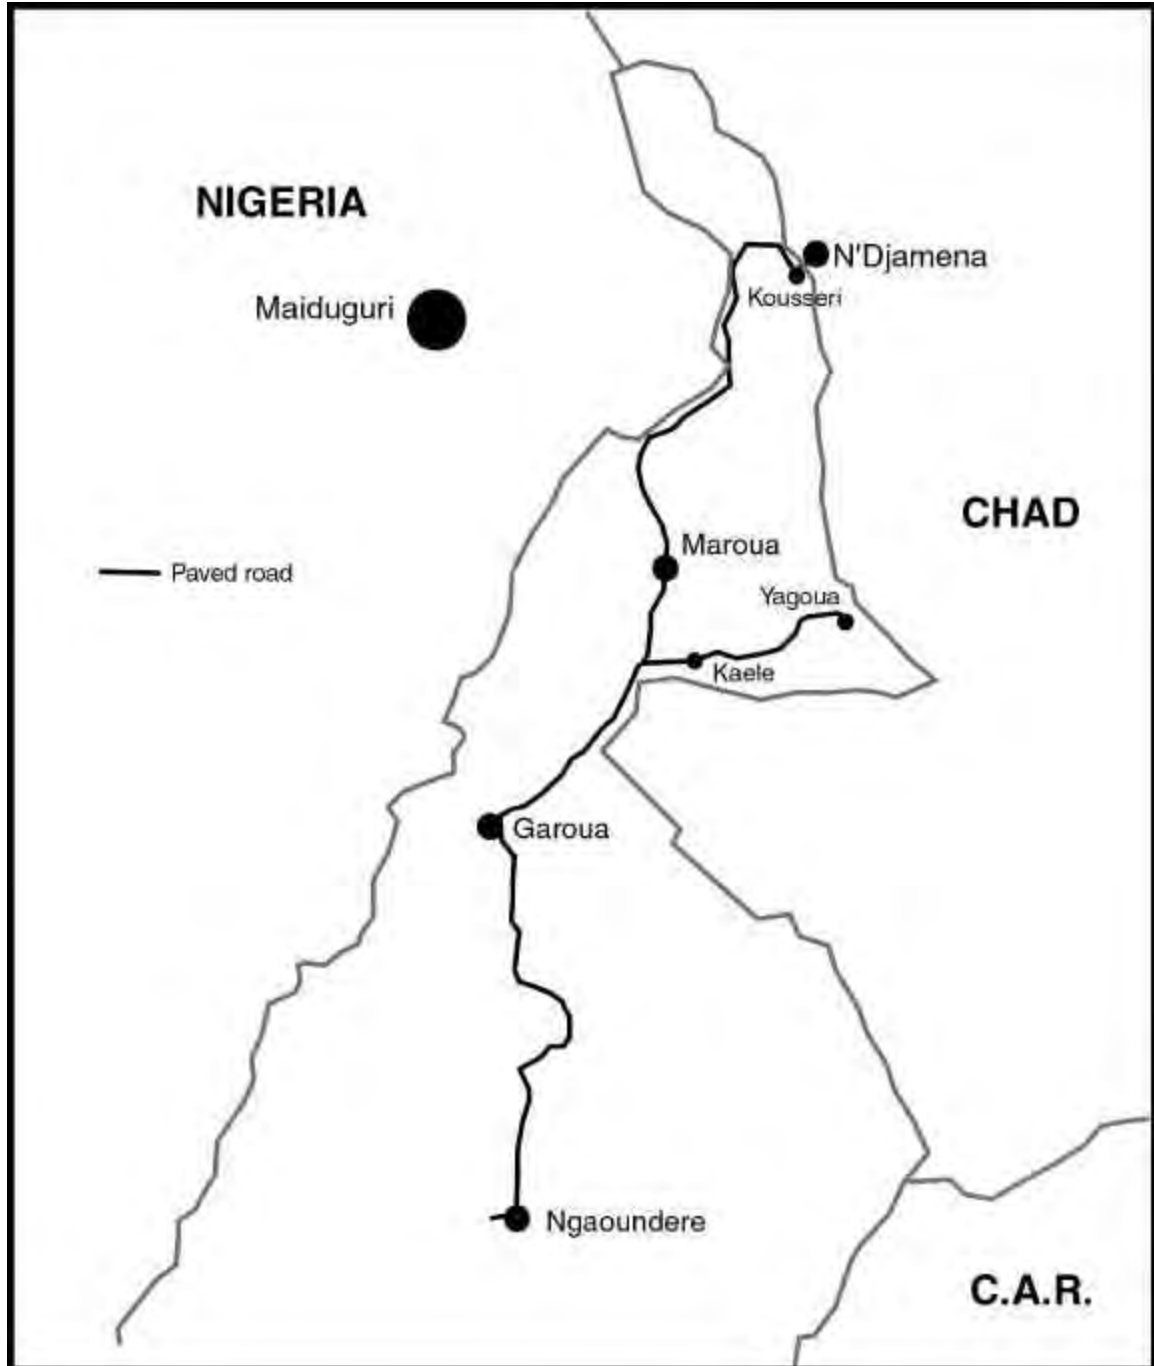 NIGERIA
N'Djamena
Kousseri
Maiduguri
CHAD
Maroua
Paved road
Yagoua
Kaele
Garoua
Ngaoundere
C.A.R.